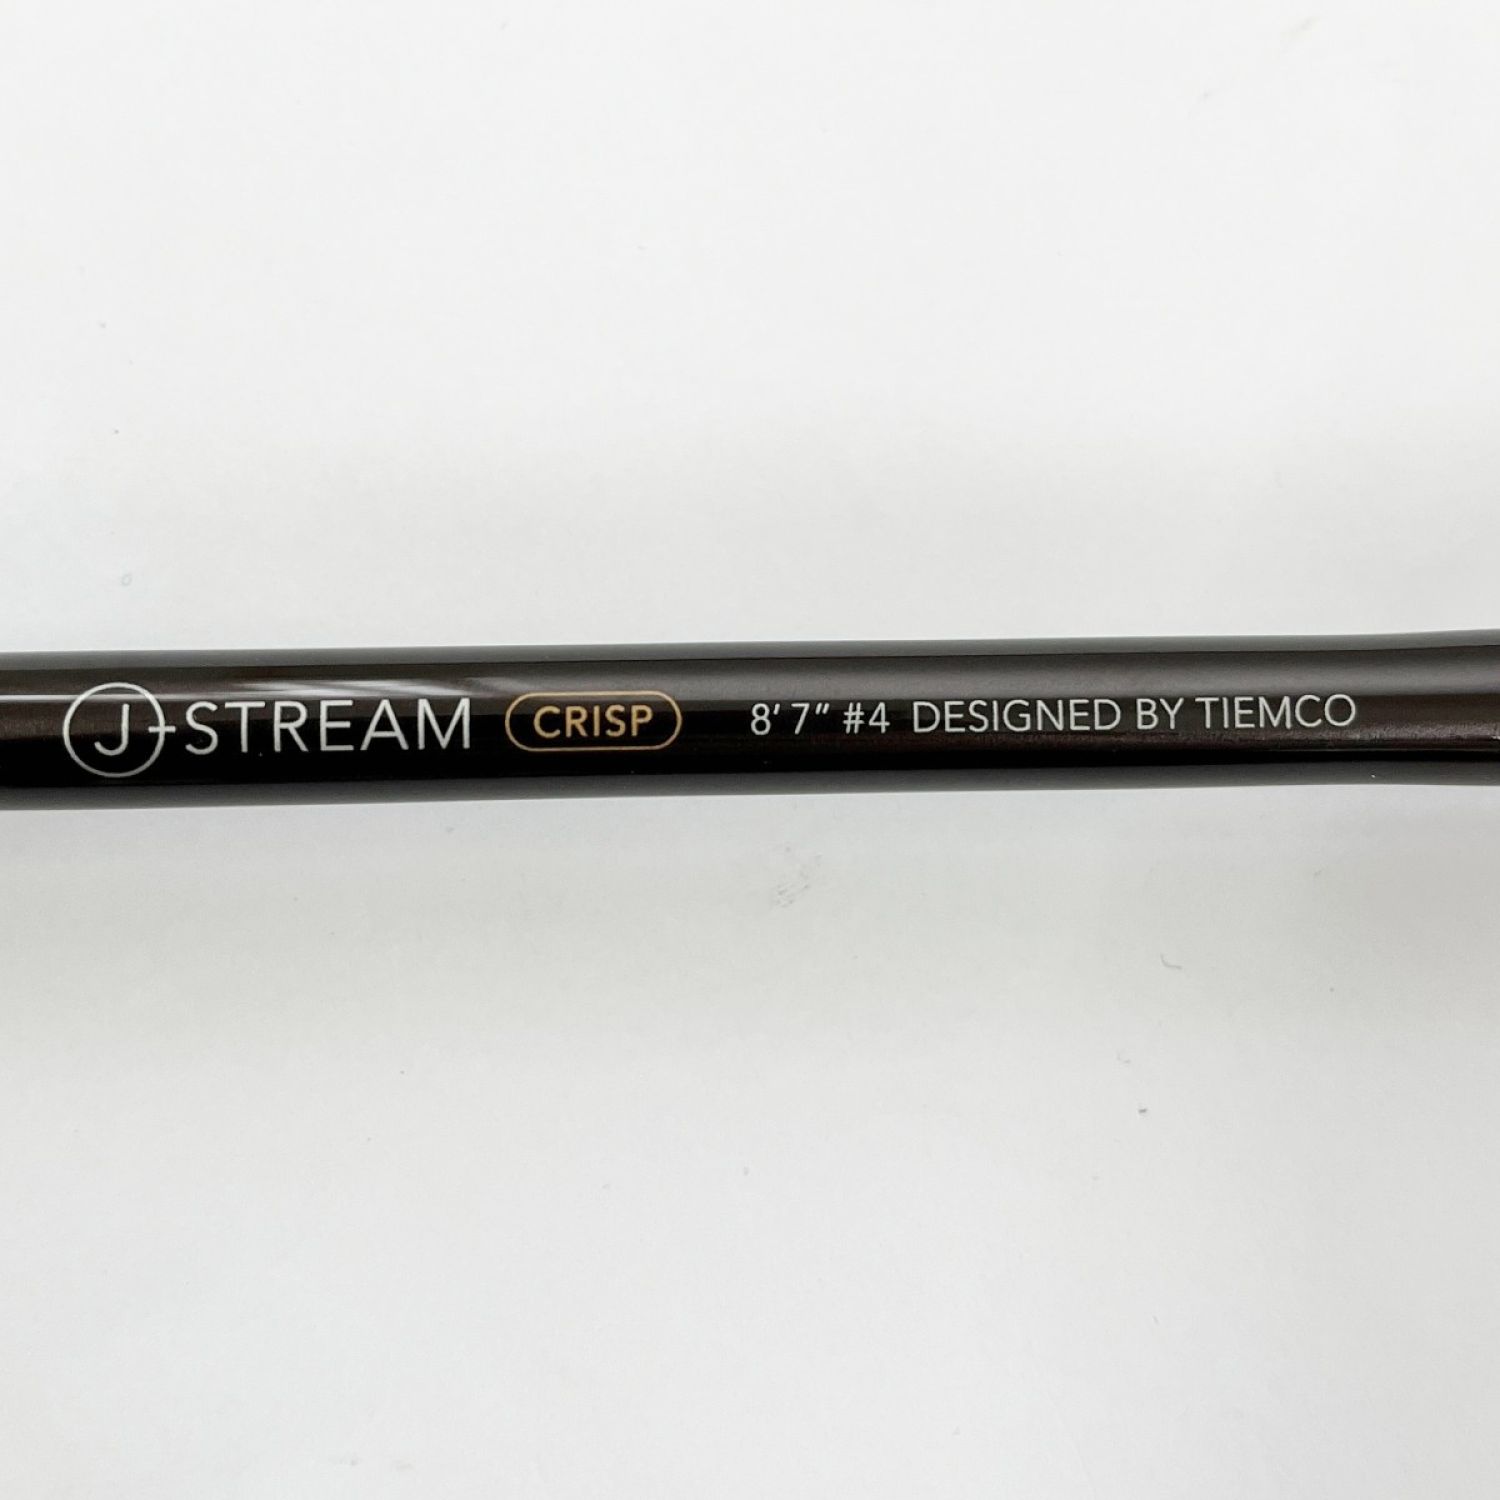 J-STREAM CRISP 8' 7" #4 DESIGNED BY TIEMCO